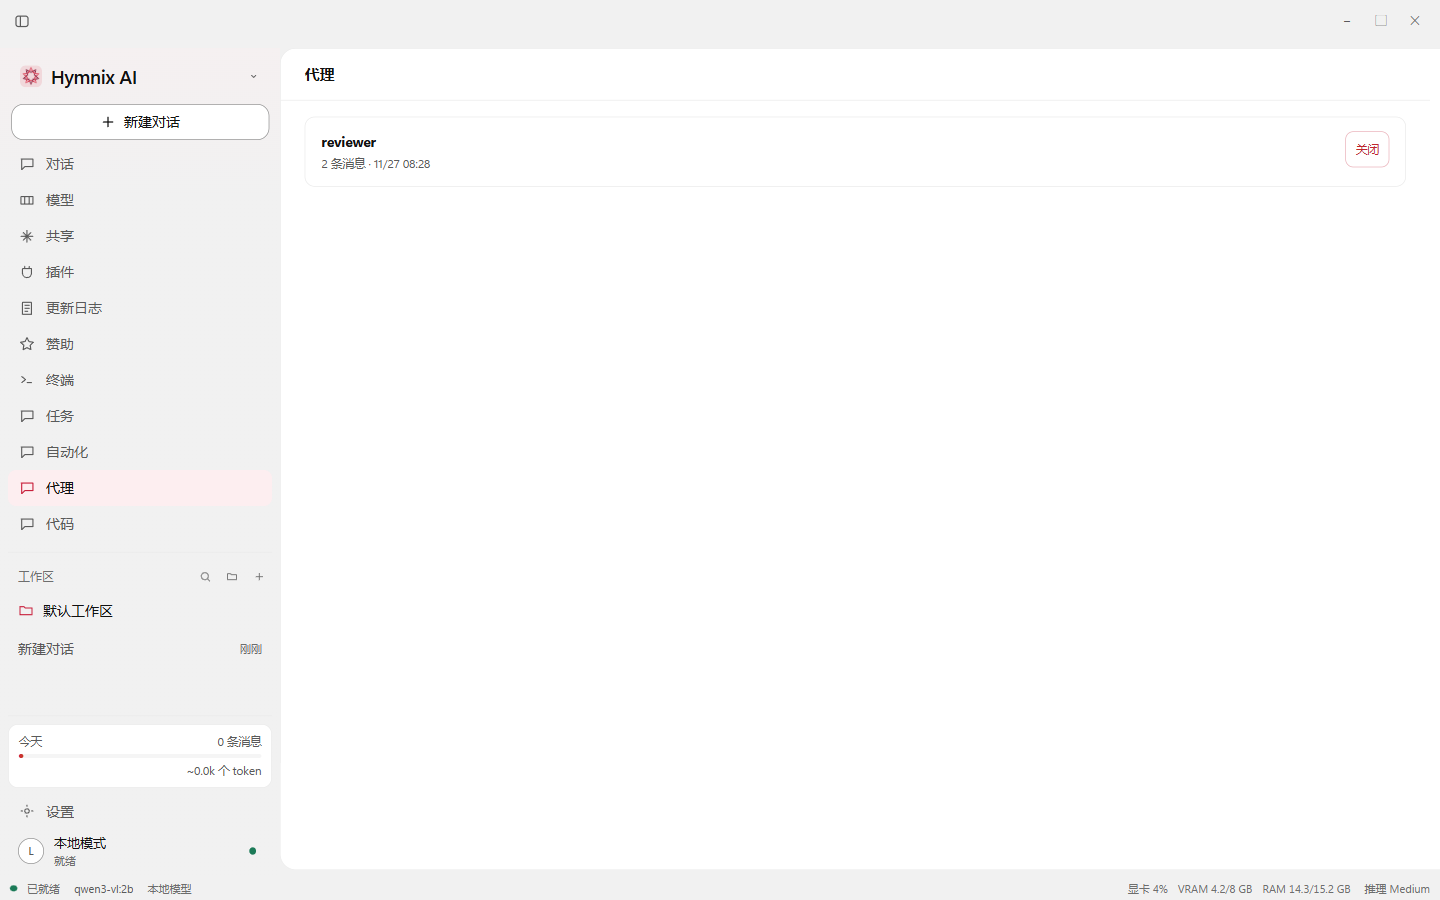 Hymnix AI
新建对话
对话
模型
共享
插件
更新日志
赞助
终端
任务
自动化
代理
代码
工作区
默认工作区
新建对话 刚刚
今天 0 条消息
~0.0k 个 token
设置
L 本地模式
就绪
代理
reviewer
2 条消息 · 11/27 08:28
关闭
已就绪 qwen3-vl:2b 本地模型 显卡 4% VRAM 4.2/8 GB RAM 14.3/15.2 GB 推理 Medium